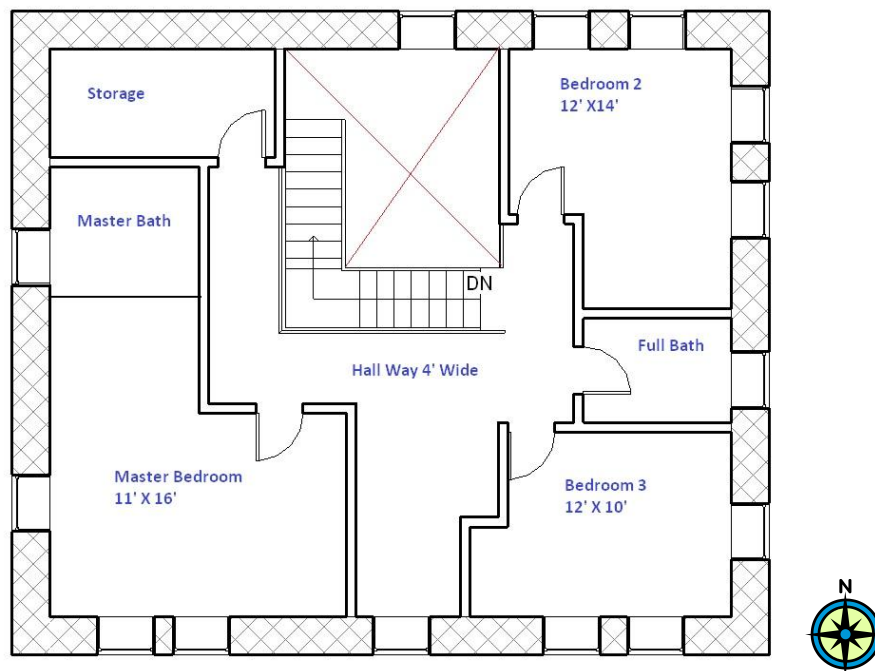 Storage
Bedroom 2
12' X14'
Master Bath
DN
Full Bath
Hall Way 4' Wide
Master Bedroom
11' X 16'
Bedroom 3
12' X 10'
N